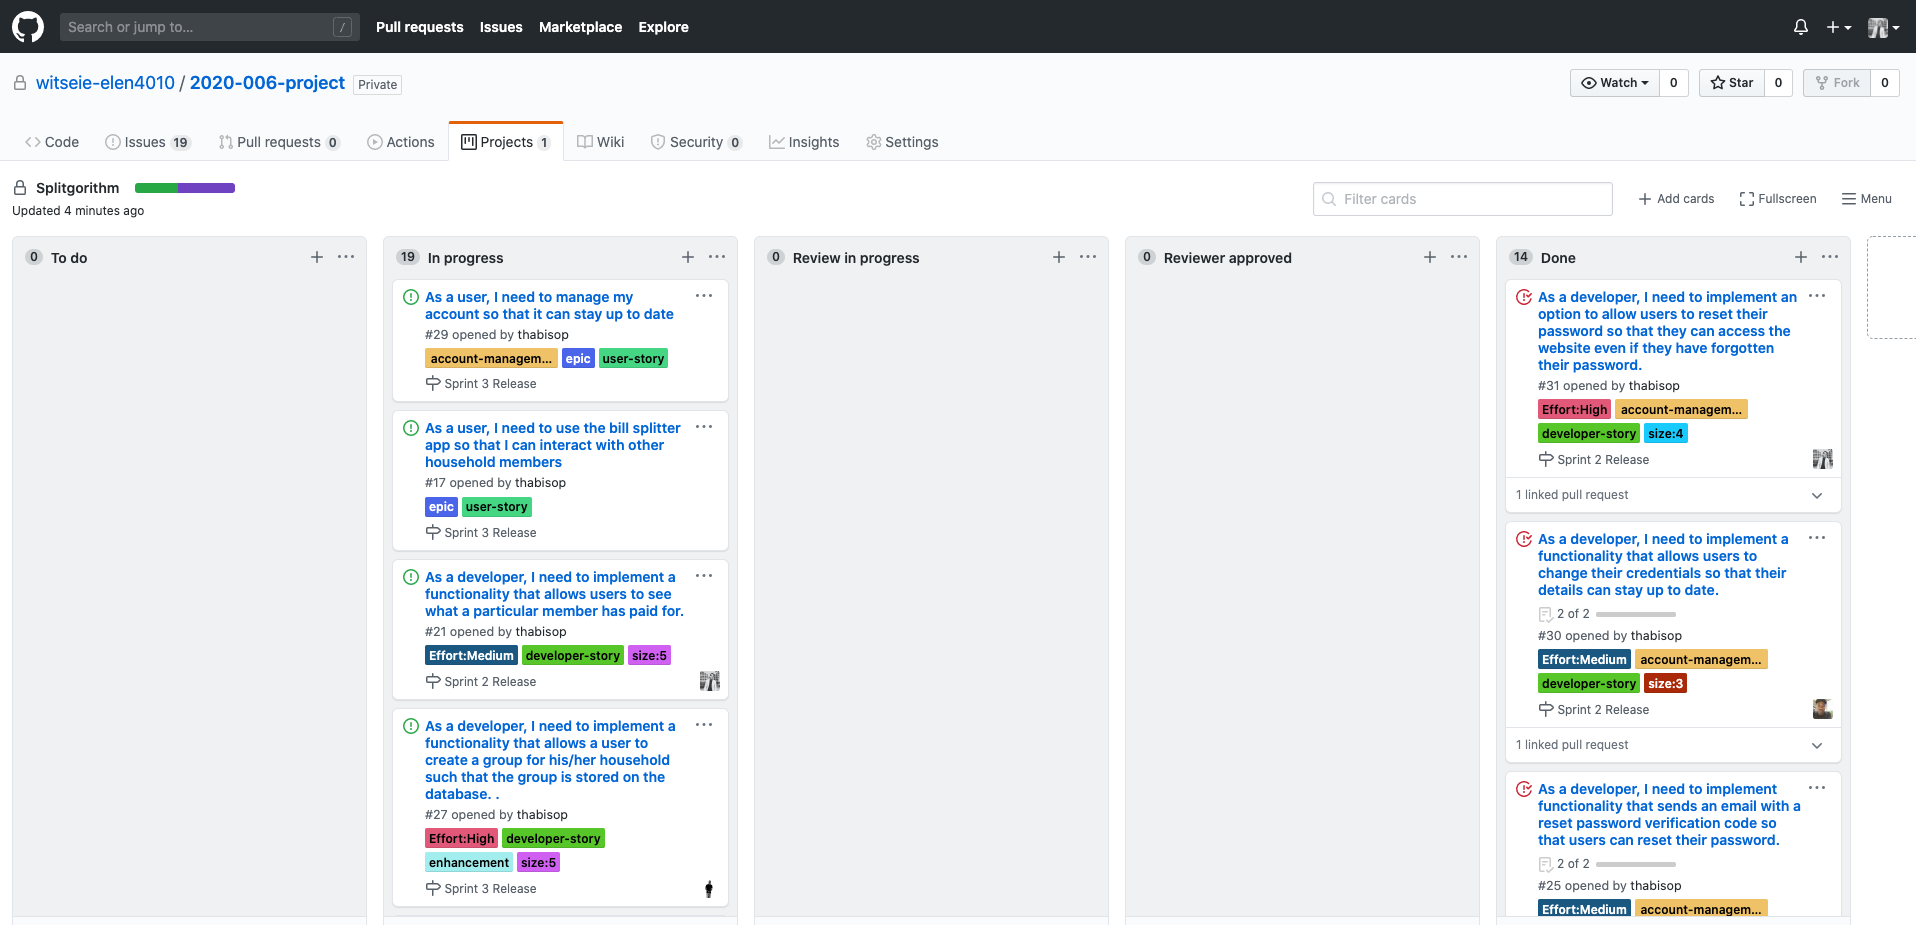 Search or jump to... /
Pull requests Issues Marketplace Explore
witseie-elen4010 / 2020-006-project Private
Watch 0 Star 0 Fork 0
Code Issues 19 Pull requests 0 Actions Projects 1 Wiki Security 0 Insights Settings
Splitgorithm
Updated 4 minutes ago
Filter cards
Add cards Fullscreen Menu
0 To do
19 In progress
As a user, I need to manage my
account so that it can stay up to date
#29 opened by thabisop
account-managem... epic user-story
Sprint 3 Release
As a user, I need to use the bill splitter
app so that I can interact with other
household members
#17 opened by thabisop
epic user-story
Sprint 3 Release
As a developer, I need to implement a
functionality that allows users to see
what a particular member has paid for.
#21 opened by thabisop
Effort:Medium developer-story size:5
Sprint 2 Release
As a developer, I need to implement a
functionality that allows a user to
create a group for his/her household
such that the group is stored on the
database. .
#27 opened by thabisop
Effort:High developer-story
enhancement size:5
Sprint 3 Release
0 Review in progress
0 Reviewer approved
14 Done
As a developer, I need to implement an
option to allow users to reset their
password so that they can access the
website even if they have forgotten
their password.
#31 opened by thabisop
Effort:High account-managem...
developer-story size:4
Sprint 2 Release
1 linked pull request
As a developer, I need to implement a
functionality that allows users to
change their credentials so that their
details can stay up to date.
2 of 2
#30 opened by thabisop
Effort:Medium account-managem...
developer-story size:3
Sprint 2 Release
1 linked pull request
As a developer, I need to implement
functionality that sends an email with a
reset password verification code so
that users can reset their password.
2 of 2
#25 opened by thabisop
Effort:Medium account-managem...